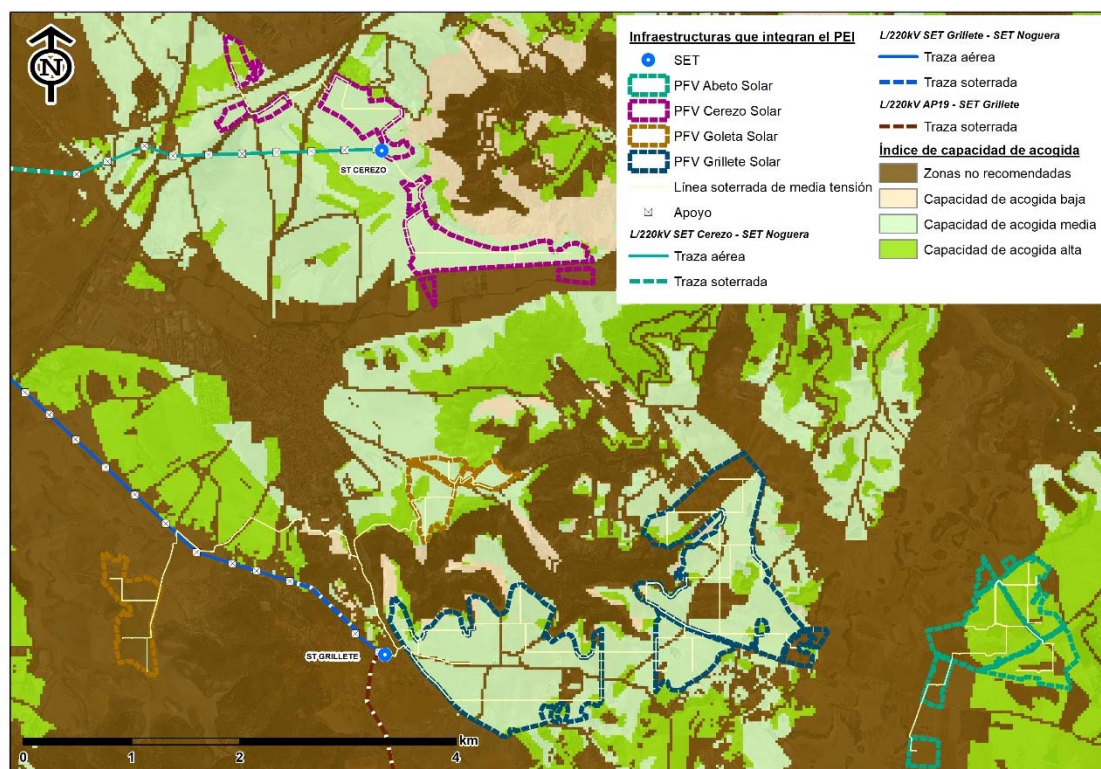 N
Infraestructuras que integran el PEI
SET
PFV Abeto Solar
PFV Cerezo Solar
PFV Goleta Solar
PFV Grillete Solar
Línea soterrada de media tensión
Apoyo
L/220kV SET Cerezo - SET Noguera
Traza aérea
Traza soterrada
L/220kV SET Grillete - SET Noguera
Traza aérea
Traza soterrada
L/220kV AP19 - SET Grillete
Traza soterrada
Índice de capacidad de acogida
Zonas no recomendadas
Capacidad de acogida baja
Capacidad de acogida media
Capacidad de acogida alta
ST CEREZO
ST GRILLETE
km
0 1 2 4